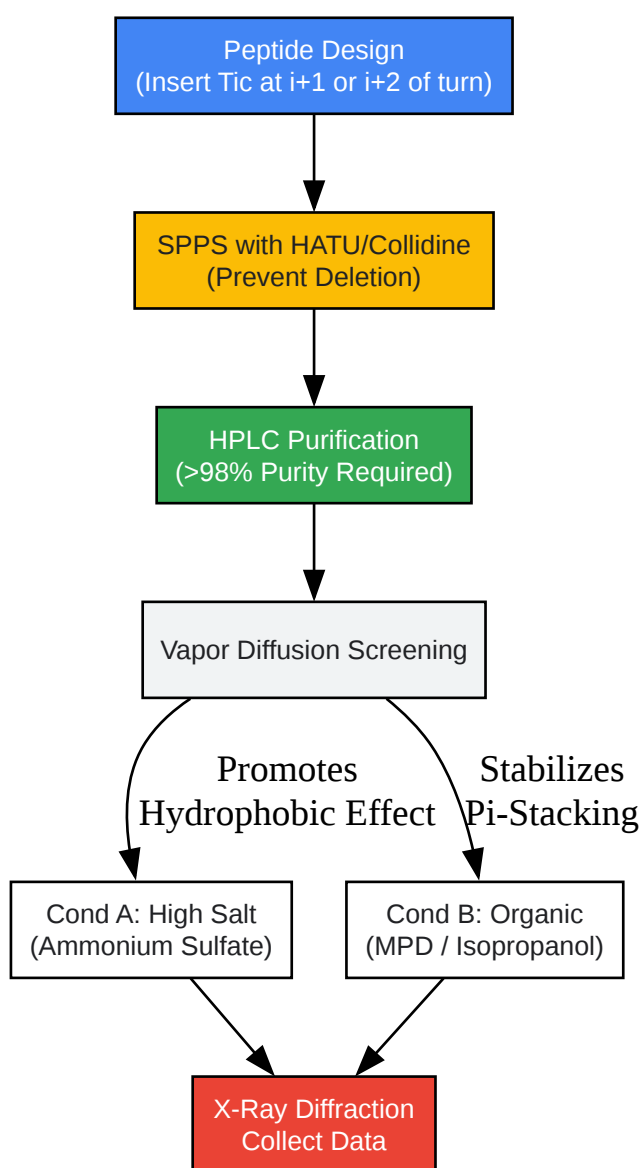 Peptide Design
(Insert Tic at i+1 or i+2 of turn)
SPPS with HATU/Collidine
(Prevent Deletion)
HPLC Purification
(>98% Purity Required)
Vapor Diffusion Screening
Promotes
Hydrophobic Effect
Stabilizes
Pi-Stacking
Cond A: High Salt
(Ammonium Sulfate)
Cond B: Organic
(MPD / Isopropanol)
X-Ray Diffraction
Collect Data